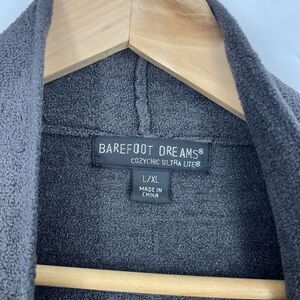 BAREFOOT DREAMS®
COZYCHIC ULTRA LITE®
L/XL
MADE IN
CHINA